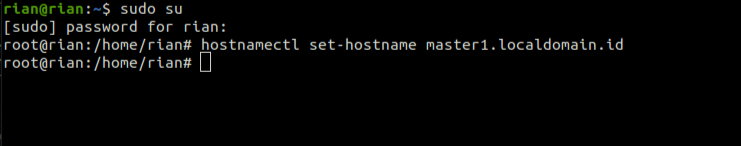 rian@rian:~$ sudo su
[sudo] password for rian:
root@rian:/home/rian# hostnamectl set-hostname master1.localdomain.id
root@rian:/home/rian#